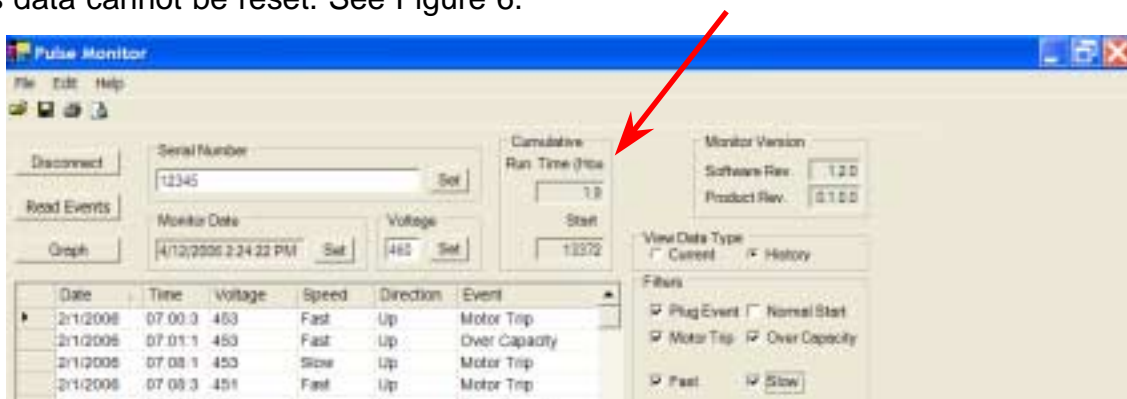 s data cannot be reset. See Figure 6.
Pulse Monitor
File Edit Help
Disconnect
Read Events
Graph
Serial Number
12345 Set
Monitor Date
4/12/2006 2:24:22 PM Set
Voltage
460 Set
Cumulative
Run Time (Hou
1.9
Start
Monitor Version
Software Rev. 1.2.0
Product Rev. 0.1.0.0
View Data Type
Current History
Filters
Plug Event Normal Start
Motor Trip Over Capacity
Fast Slow
Date Time Voltage Speed Direction Event
2/1/2006 07:00:3 453 Fast Up Motor Trip
2/1/2006 07:01:1 453 Fast Up Over Capacity
2/1/2006 07:08:1 453 Slow Up Motor Trip
2/1/2006 07:08:3 451 Fast Up Motor Trip